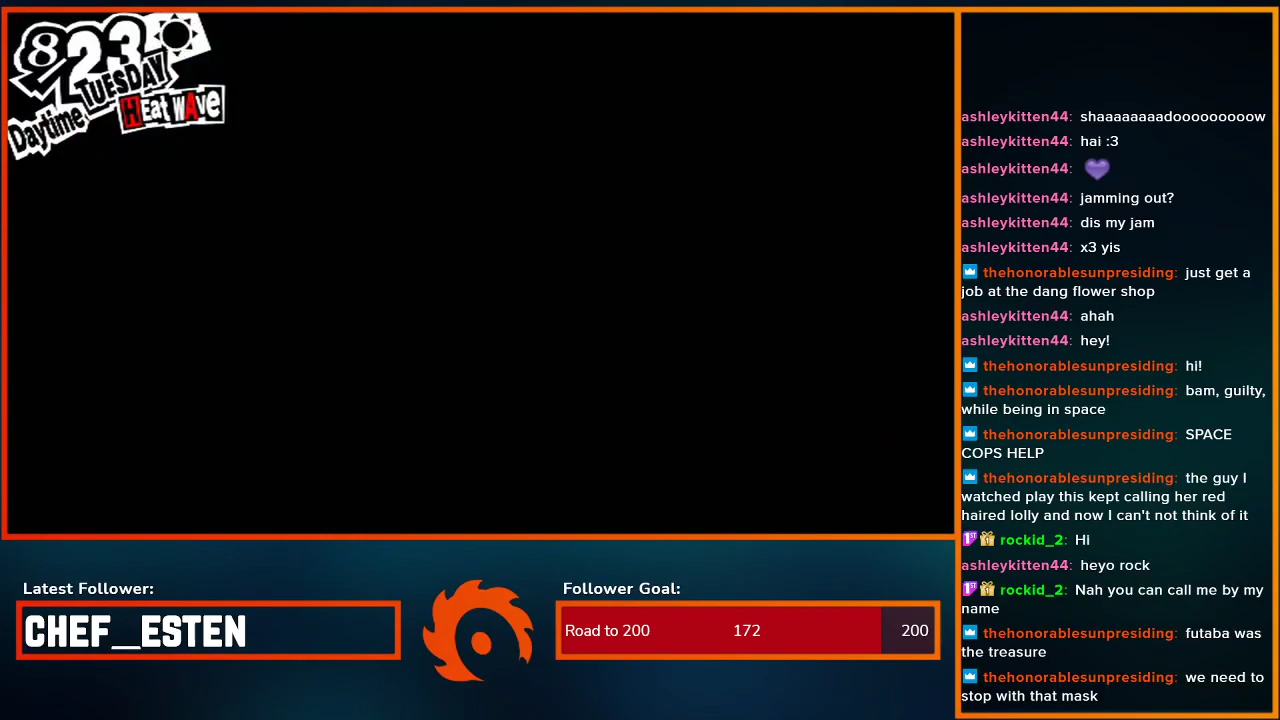 8/23
TUESDAY
Daytime
HEat wAve
ashleykitten44: shaaaaaaaadooooooooow
ashleykitten44: hai :3
ashleykitten44:
ashleykitten44: jamming out?
ashleykitten44: dis my jam
ashleykitten44: x3 yis
thehonorablesunpresiding: just get a
job at the dang flower shop
ashleykitten44: ahah
ashleykitten44: hey!
thehonorablesunpresiding: hi!
thehonorablesunpresiding: bam, guilty,
while being in space
thehonorablesunpresiding: SPACE
COPS HELP
thehonorablesunpresiding: the guy I
watched play this kept calling her red
haired lolly and now I can't not think of it
1ST rockid_2: Hi
ashleykitten44: heyo rock
1ST rockid_2: Nah you can call me by my
name
thehonorablesunpresiding: futaba was
the treasure
thehonorablesunpresiding: we need to
stop with that mask
Latest Follower:
CHEF_ESTEN
Follower Goal:
Road to 200 172 200